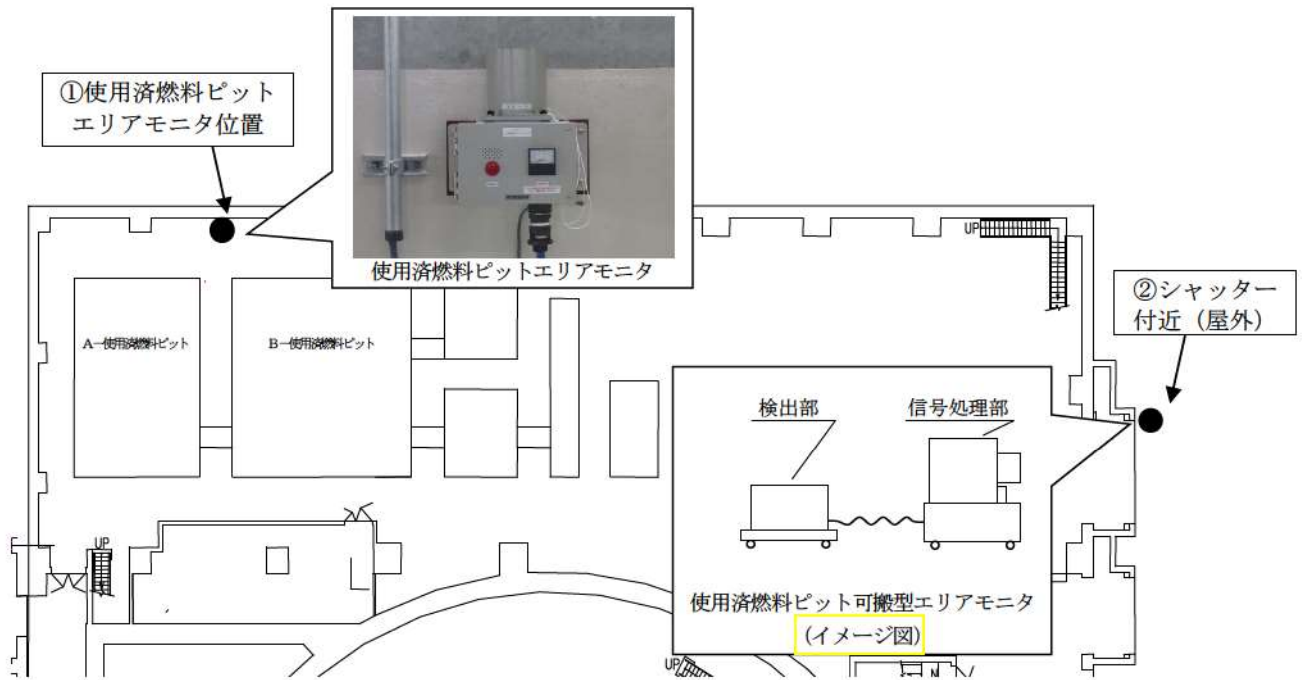 ①使用済燃料ピット
エリアモニタ位置
使用済燃料ピットエリアモニタ
UP
②シャッター
付近（屋外）
A－使用済燃料ピット
B－使用済燃料ピット
検出部
信号処理部
使用済燃料ピット可搬型エリアモニタ
(イメージ図)
UP
UP